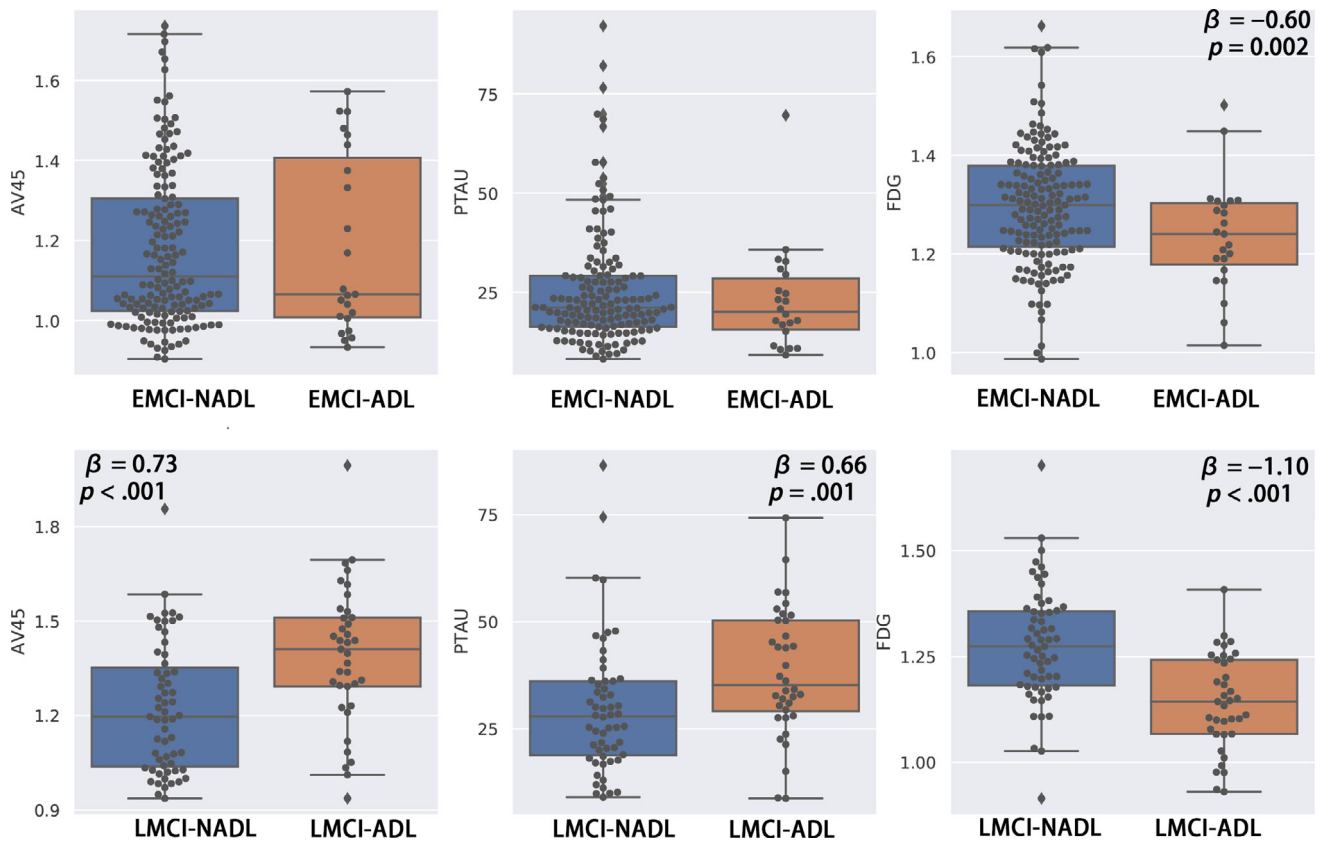 AV45
1.6
1.4
1.2
1.0
EMCI-NADL EMCI-ADL
PTAU
75
50
25
EMCI-NADL EMCI-ADL
FDG
1.6
1.4
1.2
1.0
β = −0.60
p = 0.002
EMCI-NADL EMCI-ADL
AV45
1.8
1.5
1.2
0.9
β = 0.73
p < .001
LMCI-NADL LMCI-ADL
PTAU
75
50
25
β = 0.66
p = .001
LMCI-NADL LMCI-ADL
FDG
1.50
1.25
1.00
β = −1.10
p < .001
LMCI-NADL LMCI-ADL